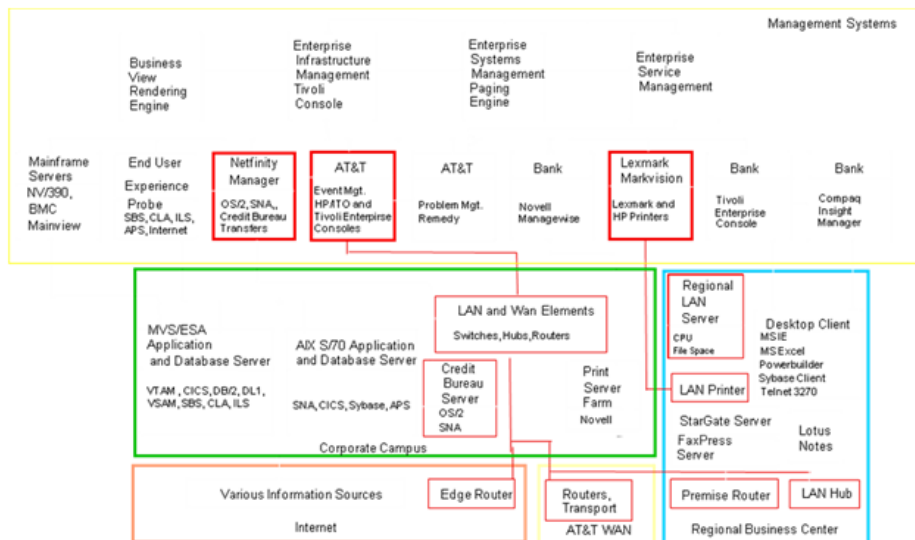 Management Systems
Business
View
Rendering
Engine
Enterprise
Infrastructure
Management
Tivoli
Console
Enterprise
Systems
Management
Paging
Engine
Enterprise
Service
Management
Mainframe
Servers
NV/390,
BMC
Mainview
End User
Experience
Probe
SBS, CLA, ILS,
APS, Internet
Netfinity
Manager
OS/2, SNA,,
Credit Bureau
Transfers
AT&T
Event Mgt.
HP/ITO and
Tivoli Enterpirse
Consoles
AT&T
Problem Mgt.
Remedy
Bank
Novell
Managewise
Lexmark
Markvision
Lexmark and
HP Printers
Bank
Tivoli
Enterprise
Console
Bank
Compaq
Insight
Manager
MVS/ESA
Application
and Database Server
VTAM, CICS, DB/2, DL1,
VSAM, SBS, CLA, ILS
AIX S/70 Application
and Database Server
SNA, CICS, Sybase, APS
LAN and Wan Elements
Switches, Hubs, Routers
Credit
Bureau
Server
OS/2
SNA
Print
Server
Farm
Novell
Corporate Campus
Regional
LAN
Server
CPU
File Space
Desktop Client
MSIE
MS Excel
Powerbuilder
Sybase Client
Telnet 3270
LAN Printer
StarGate Server
FaxPress
Server
Lotus
Notes
Premise Router
LAN Hub
Regional Business Center
Various Information Sources
Edge Router
Internet
Routers,
Transport
AT&T WAN